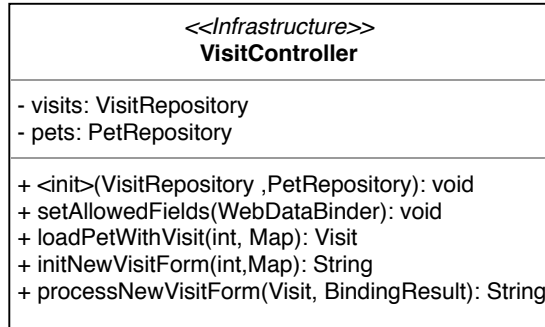 <<Infrastructure>>
VisitController
- visits: VisitRepository
- pets: PetRepository
+ <init>(VisitRepository ,PetRepository): void
+ setAllowedFields(WebDataBinder): void
+ loadPetWithVisit(int, Map): Visit
+ initNewVisitForm(int,Map): String
+ processNewVisitForm(Visit, BindingResult): String